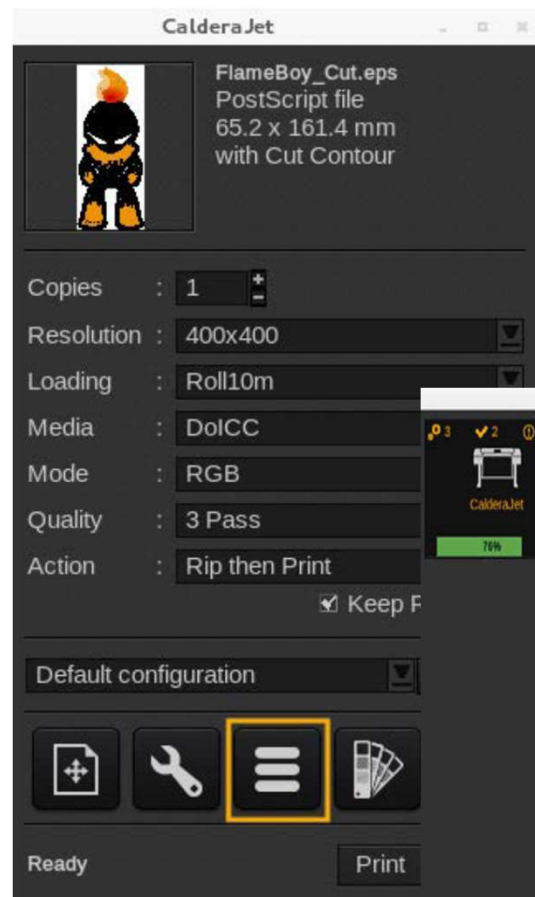 CalderaJet
FlameBoy_Cut.eps
PostScript file
65.2 x 161.4 mm
with Cut Contour
Copies : 1
Resolution : 400x400
Loading : Roll10m
Media : DoICC
Mode : RGB
Quality : 3 Pass
Action : Rip then Print
Keep
Default configuration
Ready
Print
3 2
CalderaJet
76%